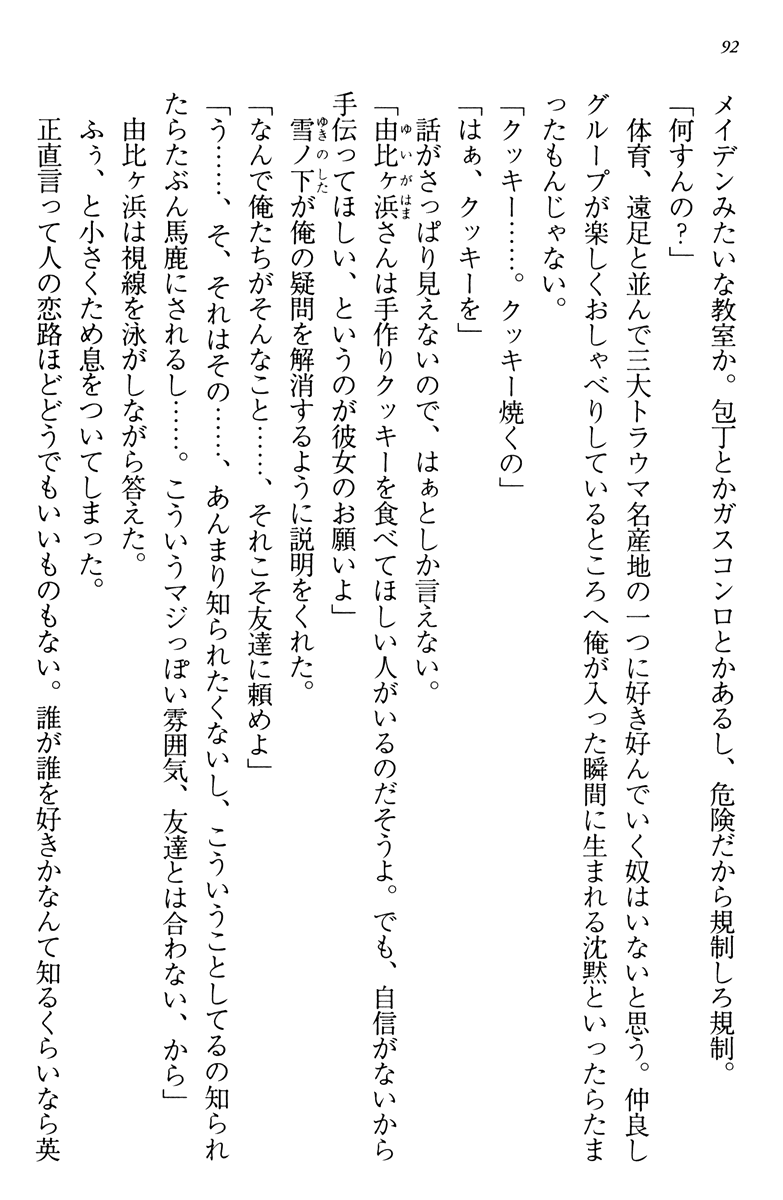 92
メイデンみたいな教室か。包丁とかガスコンロとかあるし、危険だから規制しろ規制。
「何すんの?」
体育、遠足と並んで三大トラウマ名産地の一つに好き好んでいく奴はいないと思う。仲良し
グループが楽しくおしゃべりしているところへ俺が入った瞬間に生まれる沈黙といったらたま
ったもんじゃない。
「クッキー……。クッキー焼くの」
「はぁ、クッキーを」
話がさっぱり見えないので、はぁとしか言えない。
「由比ヶ浜さんは手作りクッキーを食べてほしい人がいるのだそうよ。でも、自信がないから
手伝ってほしい、というのが彼女のお願いよ」
雪ノ下が俺の疑問を解消するように説明をくれた。
「なんで俺たちがそんなこと……、それこそ友達に頼めよ」
「う……、そ、それはその……、あんまり知られたくないし、こういうことしてるの知られ
たらたぶん馬鹿にされるし……。こういうマジっぽい雰囲気、友達とは合わない、から」
由比ヶ浜は視線を泳がしながら答えた。
ふぅ、と小さくため息をついてしまった。
正直言って人の恋路ほどどうでもいいものもない。誰が誰を好きかなんて知るくらいなら英